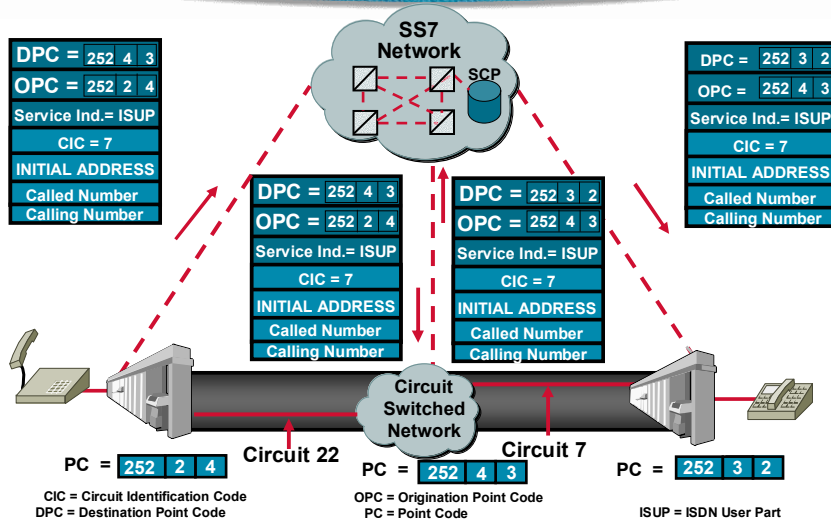 SS7
Network
SCP
DPC = 252 4 3
OPC = 252 2 4
Service Ind.= ISUP
CIC = 7
INITIAL ADDRESS
Called Number
Calling Number
DPC = 252 3 2
OPC = 252 4 3
Service Ind.= ISUP
CIC = 7
INITIAL ADDRESS
Called Number
Calling Number
DPC = 252 4 3
OPC = 252 2 4
Service Ind.= ISUP
CIC = 7
INITIAL ADDRESS
Called Number
Calling Number
DPC = 252 3 2
OPC = 252 4 3
Service Ind.= ISUP
CIC = 7
INITIAL ADDRESS
Called Number
Calling Number
Circuit
Switched
Network
Circuit 22
Circuit 7
PC = 252 2 4
PC = 252 4 3
PC = 252 3 2
CIC = Circuit Identification Code
DPC = Destination Point Code
OPC = Origination Point Code
PC = Point Code
ISUP = ISDN User Part